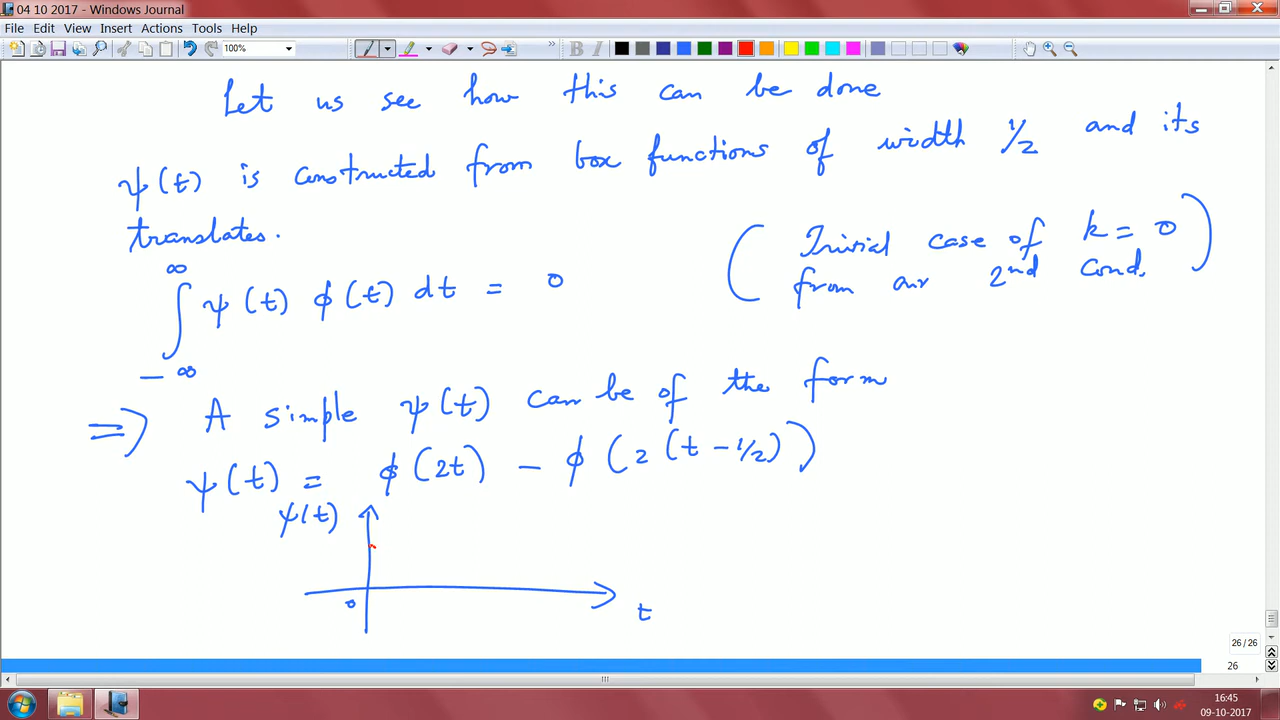 04 10 2017 - Windows Journal
File Edit View Insert Actions Tools Help
100%
Let us see how this can be done
ψ(t) is constructed from box functions of width 1/2 and its
translates.
(Trivial case of k = 0
from our 2nd cond.)
∫_{-∞}^{∞} ψ(t) φ(t) dt = 0
⇒ A simple ψ(t) can be of the form
ψ(t) = φ(2t) - φ(2(t - 1/2))
ψ(t)
0
t
26 / 26
26
16:45
09-10-2017